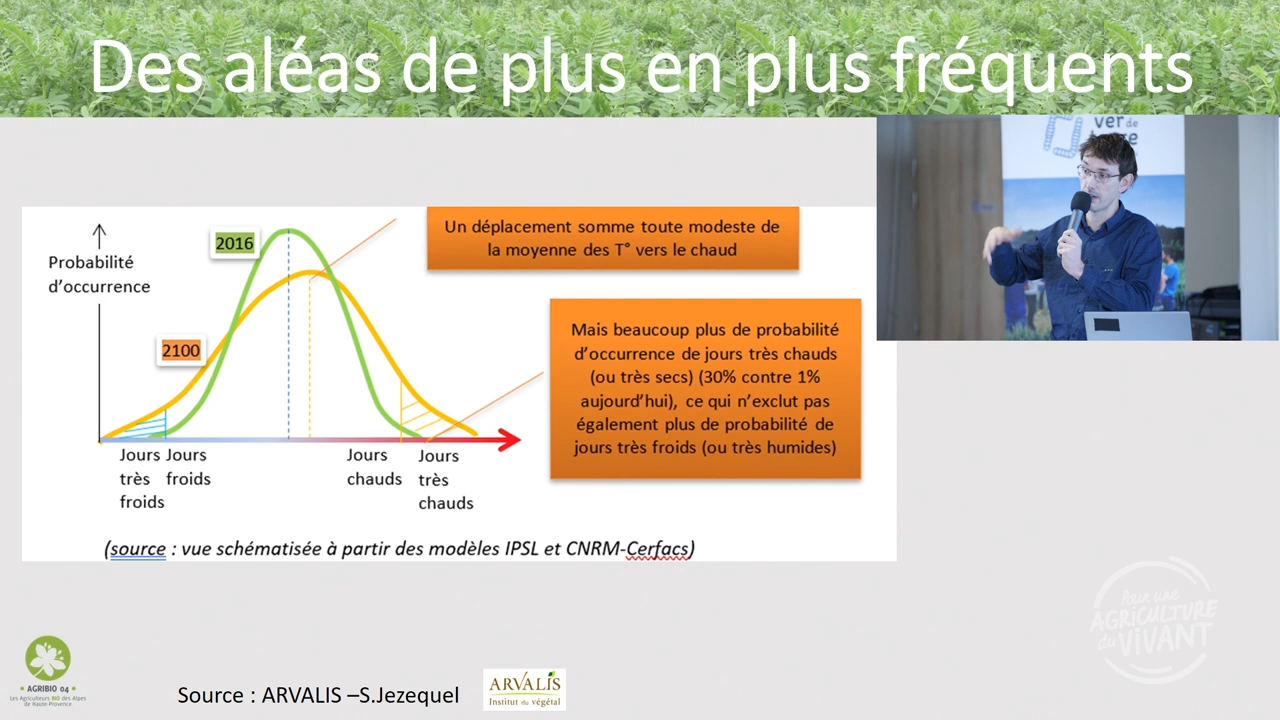 Des aléas de plus en plus fréquents
ver de
Probabilité
d'occurrence
2016
2100
Un déplacement somme toute modeste de
la moyenne des T° vers le chaud
Mais beaucoup plus de probabilité
d'occurrence de jours très chauds
(ou très secs) (30% contre 1%
aujourd'hui), ce qui n'exclut pas
également plus de probabilité de
jours très froids (ou très humides)
Jours
très
froids
Jours
froids
Jours
chauds
Jours
très
chauds
(source : vue schématisée à partir des modèles IPSL et CNRM-Cerfacs)
Pour une
AGRICULTURE
du ViVANT
• AGRIBIO 04 •
Les Agriculteurs BIO des Alpes
de Haute-Provence
Source : ARVALIS –S.Jezequel
ARVALIS
Institut du végétal